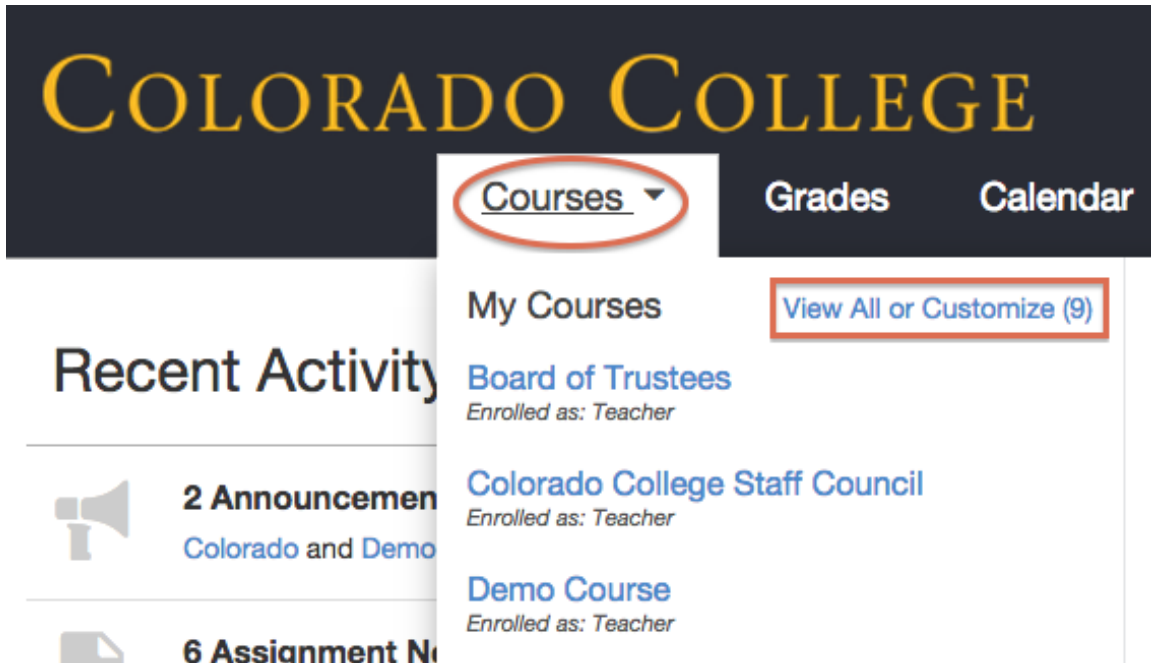 COLORADO COLLEGE
Courses Grades Calendar
My Courses View All or Customize (9)
Board of Trustees
Enrolled as: Teacher
Colorado College Staff Council
Enrolled as: Teacher
Demo Course
Enrolled as: Teacher
Recent Activity
2 Announcemen
Colorado and Demo
6 Assignment No